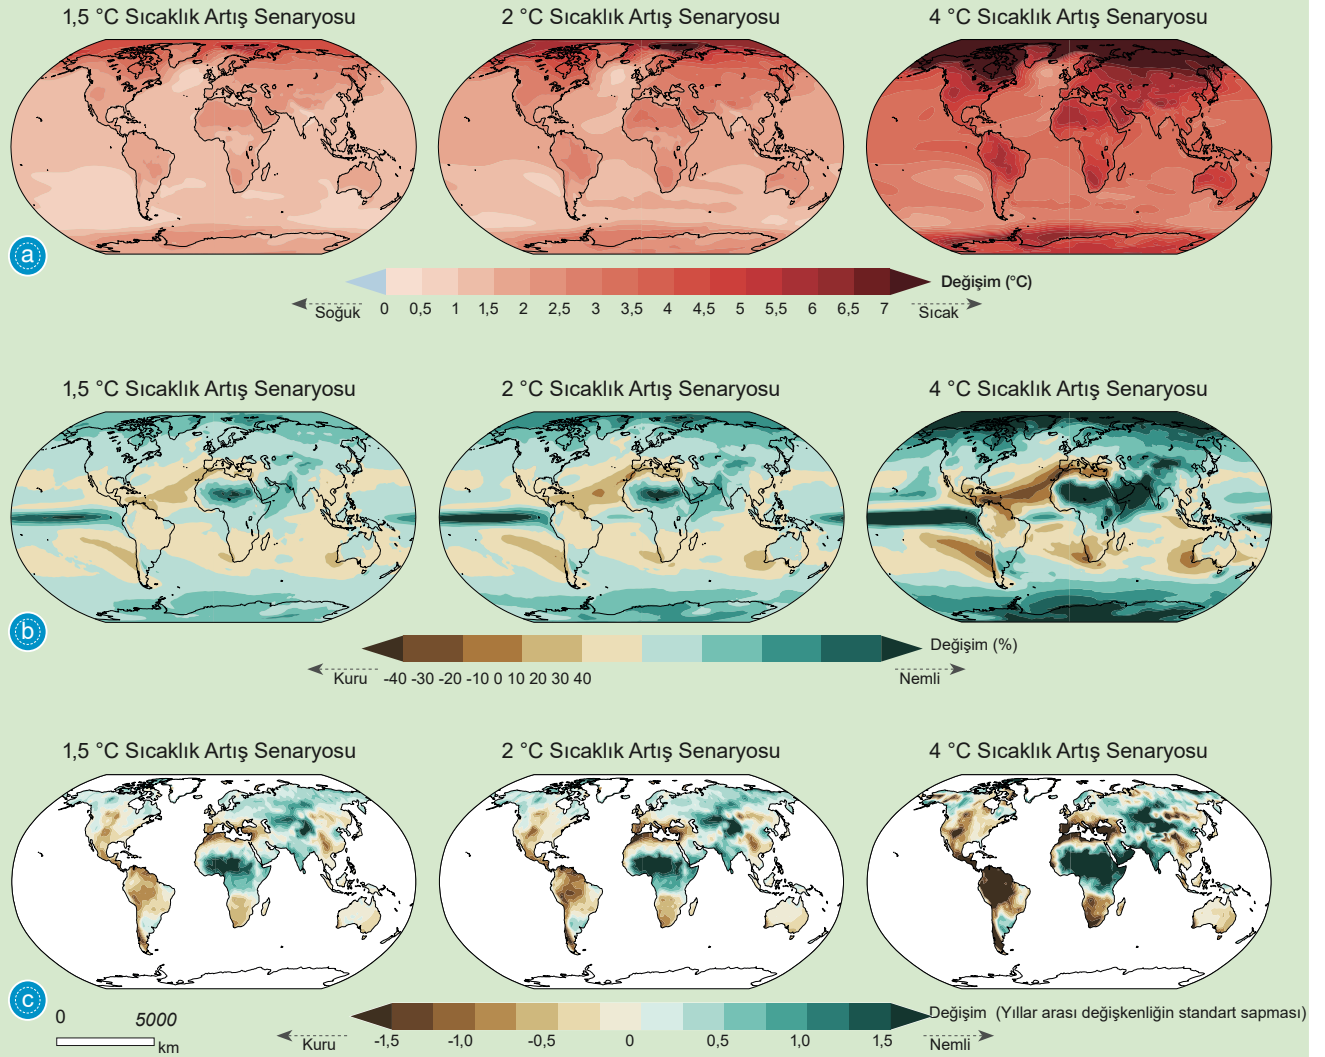 1,5 °C Sıcaklık Artış Senaryosu
2 °C Sıcaklık Artış Senaryosu
4 °C Sıcaklık Artış Senaryosu
a
Değişim (°C)
Soğuk
0 0,5 1 1,5 2 2,5 3 3,5 4 4,5 5 5,5 6 6,5 7
Sıcak
1,5 °C Sıcaklık Artış Senaryosu
2 °C Sıcaklık Artış Senaryosu
4 °C Sıcaklık Artış Senaryosu
b
Değişim (%)
Kuru
-40 -30 -20 -10 0 10 20 30 40
Nemli
1,5 °C Sıcaklık Artış Senaryosu
2 °C Sıcaklık Artış Senaryosu
4 °C Sıcaklık Artış Senaryosu
c
0 5000
km
Değişim (Yıllar arası değişkenliğin standart sapması)
Kuru
-1,5 -1,0 -0,5 0 0,5 1,0 1,5
Nemli